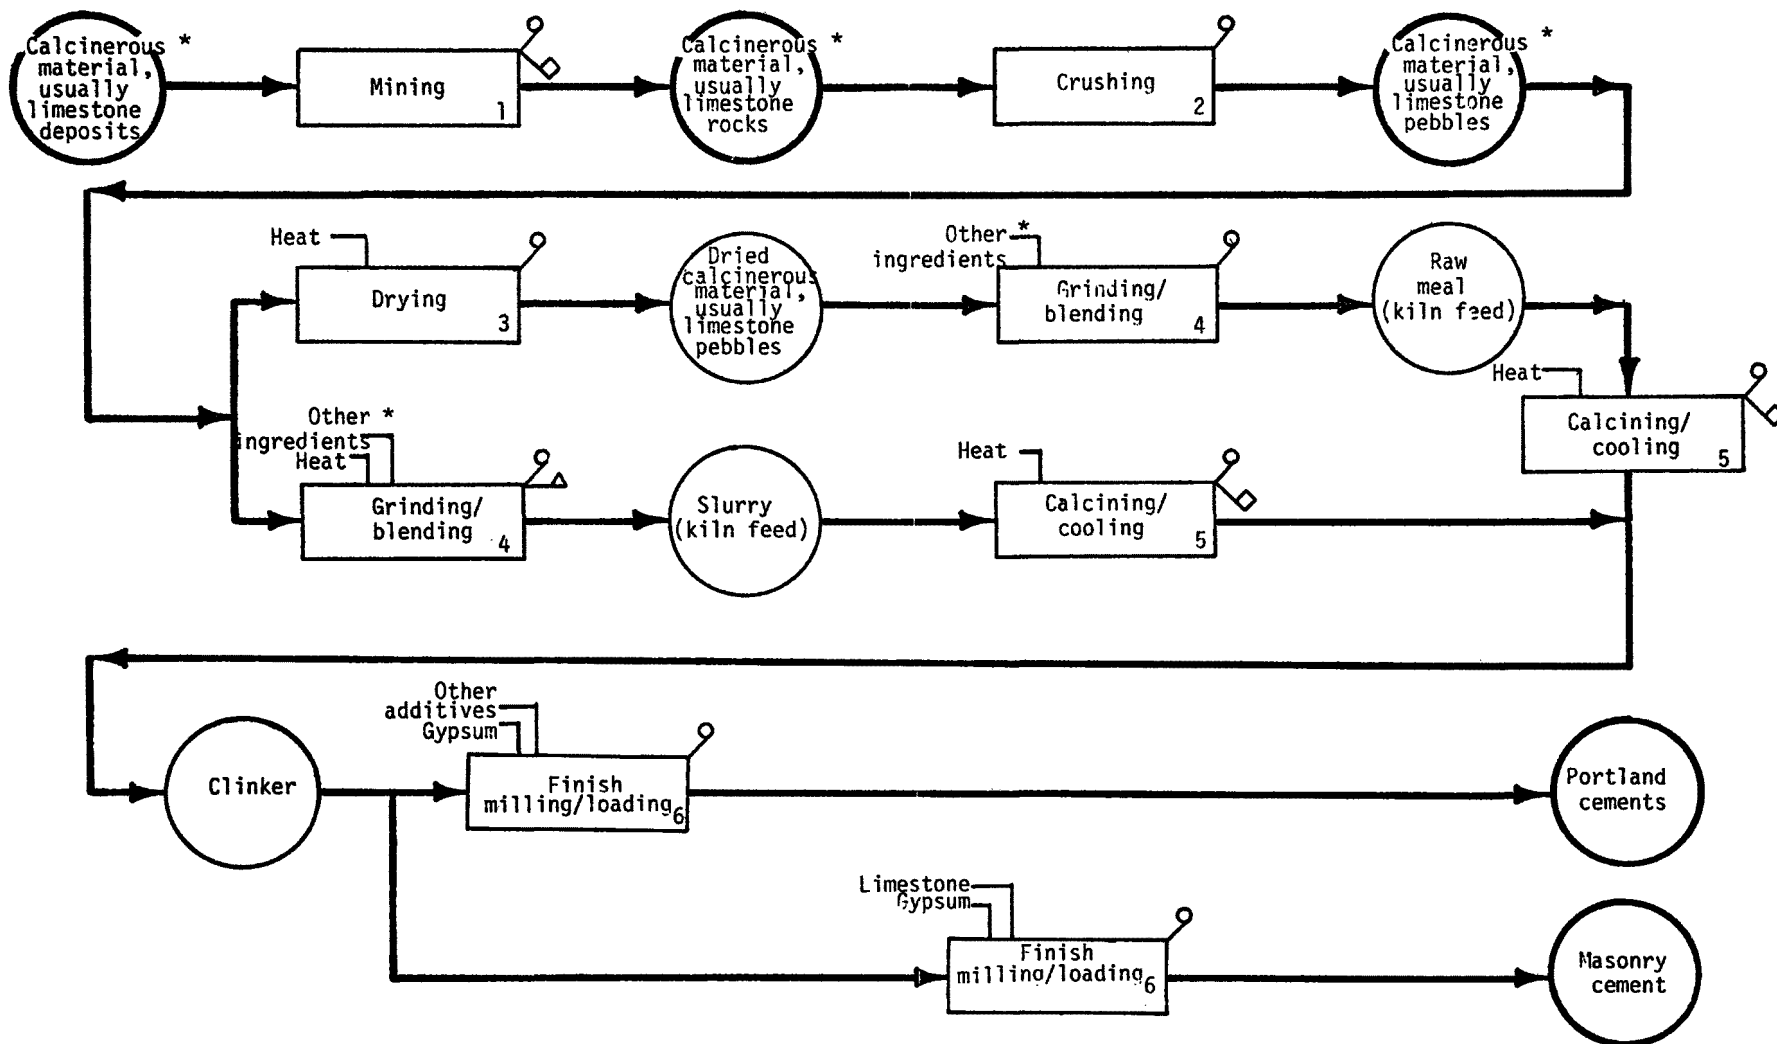 Calcinerous *
material,
usually
limestone
deposits
Mining
1
Calcinerous *
material,
usually
limestone
rocks
Crushing
2
Calcinerous *
material,
usually
limestone
pebbles
Heat
Drying
3
Dried
calcinerous
material,
usually
limestone
pebbles
Other *
ingredients
Grinding/
blending
4
Raw
meal
(kiln feed)
Heat
Calcining/
cooling
5
Other *
ingredients
Heat
Grinding/
blending
4
Slurry
(kiln feed)
Heat
Calcining/
cooling
5
Clinker
Other
additives
Gypsum
Finish
milling/loading
6
Portland
cements
Limestone
Gypsum
Finish
milling/loading
6
Masonry
cement